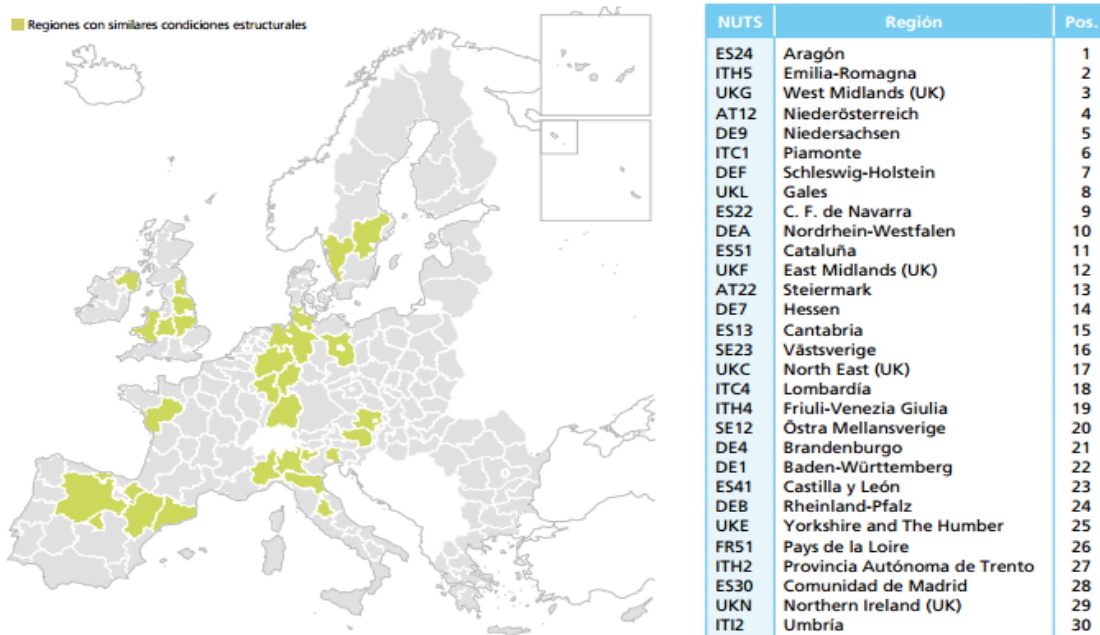 Regiones con similares condiciones estructurales
NUTS Región Pos.
ES24 Aragón 1
ITH5 Emilia-Romagna 2
UKG West Midlands (UK) 3
AT12 Niederösterreich 4
DE9 Niedersachsen 5
ITC1 Piamonte 6
DEF Schleswig-Holstein 7
UKL Gales 8
ES22 C. F. de Navarra 9
DEA Nordrhein-Westfalen 10
ES51 Cataluña 11
UKF East Midlands (UK) 12
AT22 Steiermark 13
DE7 Hessen 14
ES13 Cantabria 15
SE23 Västsverige 16
UKC North East (UK) 17
ITC4 Lombardía 18
ITH4 Friuli-Venezia Giulia 19
SE12 Östra Mellansverige 20
DE4 Brandenburgo 21
DE1 Baden-Württemberg 22
ES41 Castilla y León 23
DEB Rheinland-Pfalz 24
UKE Yorkshire and The Humber 25
FR51 Pays de la Loire 26
ITH2 Provincia Autónoma de Trento 27
ES30 Comunidad de Madrid 28
UKN Northern Ireland (UK) 29
ITI2 Umbría 30